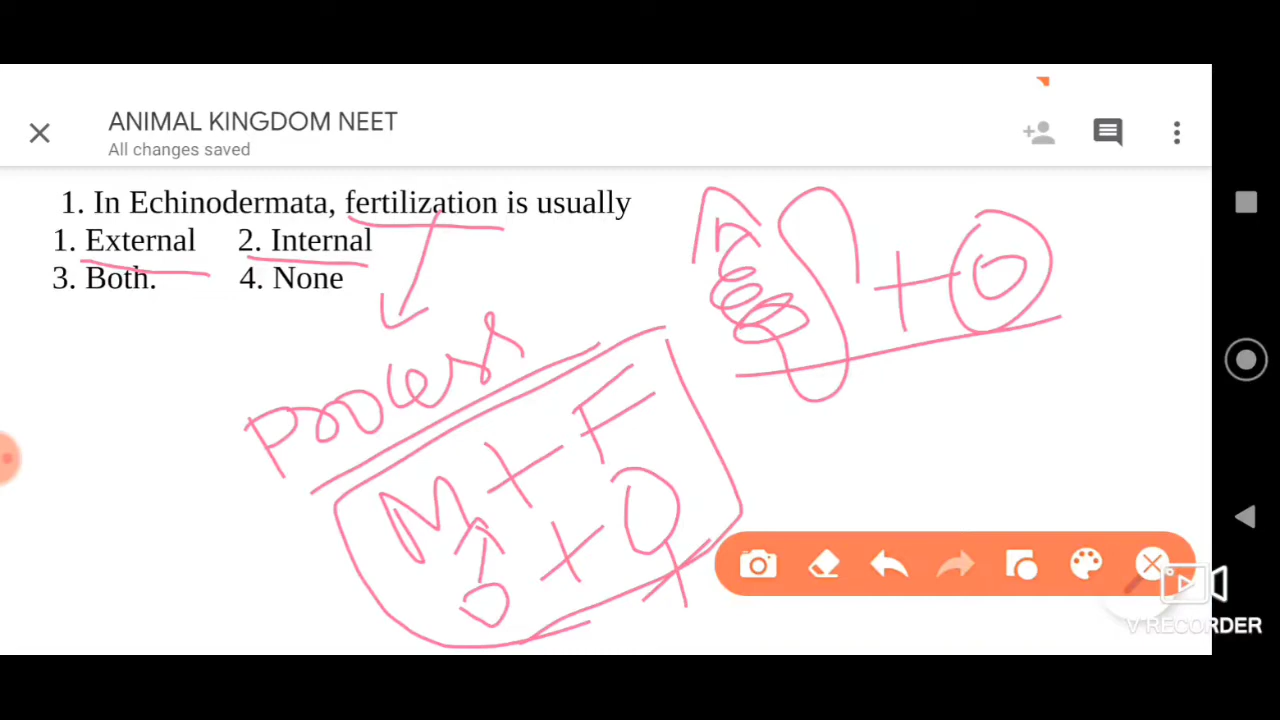 ANIMAL KINGDOM NEET
All changes saved
1. In Echinodermata, fertilization is usually
1. External 2. Internal
3. Both. 4. None
process
M + F
+
+ O
V RECORDER